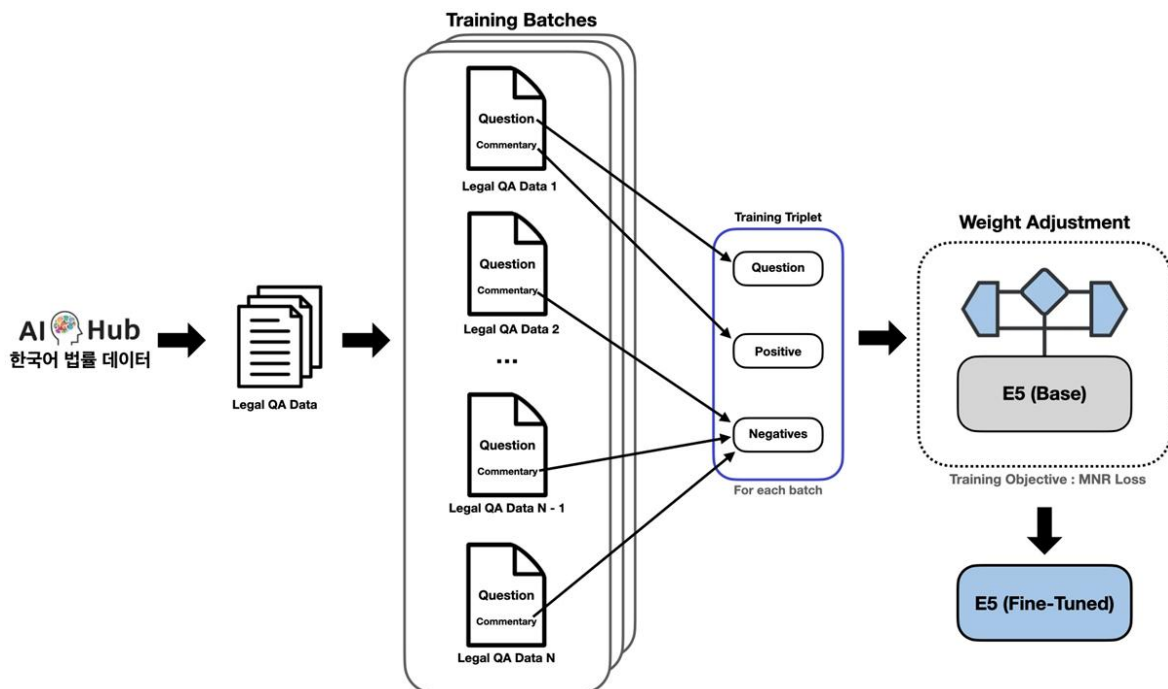 Training Batches
Question
Commentary
Legal QA Data 1
Question
Commentary
Legal QA Data 2
...
Question
Commentary
Legal QA Data N - 1
Question
Commentary
Legal QA Data N
AI Hub
한국어 법률 데이터
Legal QA Data
Training Triplet
Question
Positive
Negatives
For each batch
Weight Adjustment
E5 (Base)
Training Objective : MNR Loss
E5 (Fine-Tuned)